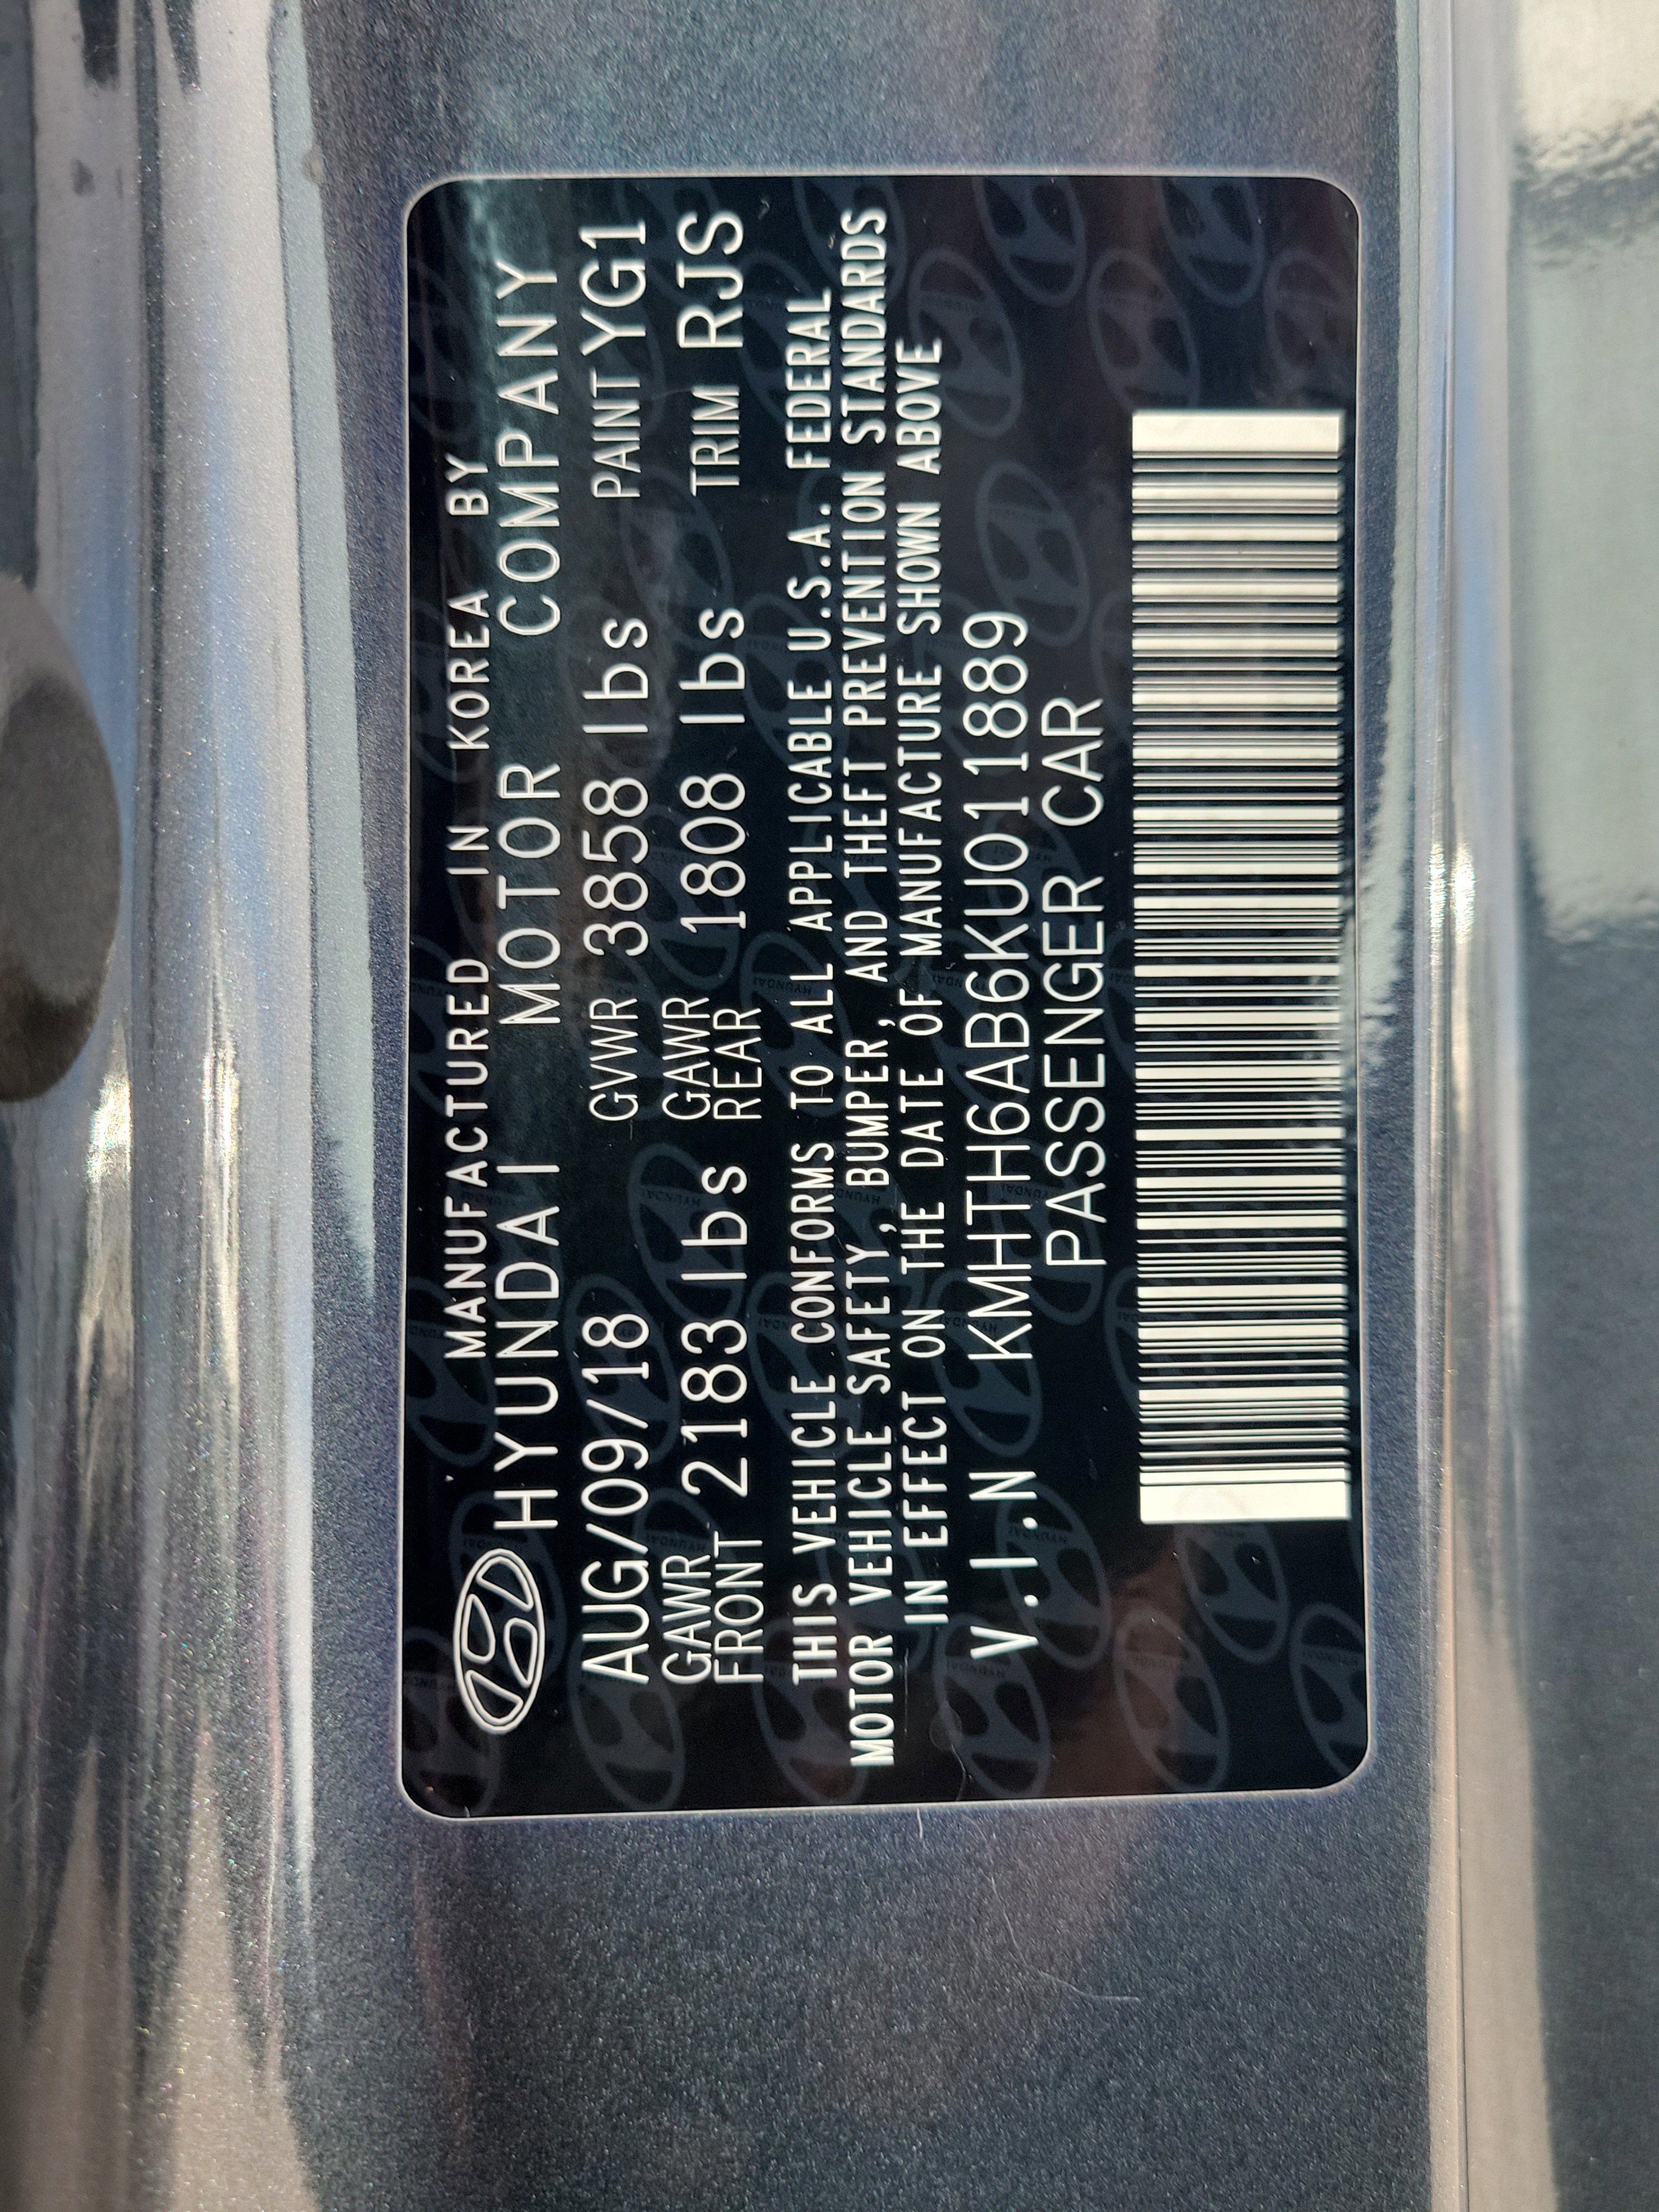 MANUFACTURED IN KOREA BY
HYUNDAI MOTOR COMPANY
AUG/09/18 GVWR 3858 lbs PAINT YG1
GAWR FRONT 2183 lbs GAWR REAR 1808 lbs TRIM RJS
THIS VEHICLE CONFORMS TO ALL APPLICABLE U.S.A. FEDERAL
MOTOR VEHICLE SAFETY, BUMPER, AND THEFT PREVENTION STANDARDS
IN EFFECT ON THE DATE OF MANUFACTURE SHOWN ABOVE
V.I.N KMHTH6AB6KU011889
PASSENGER CAR